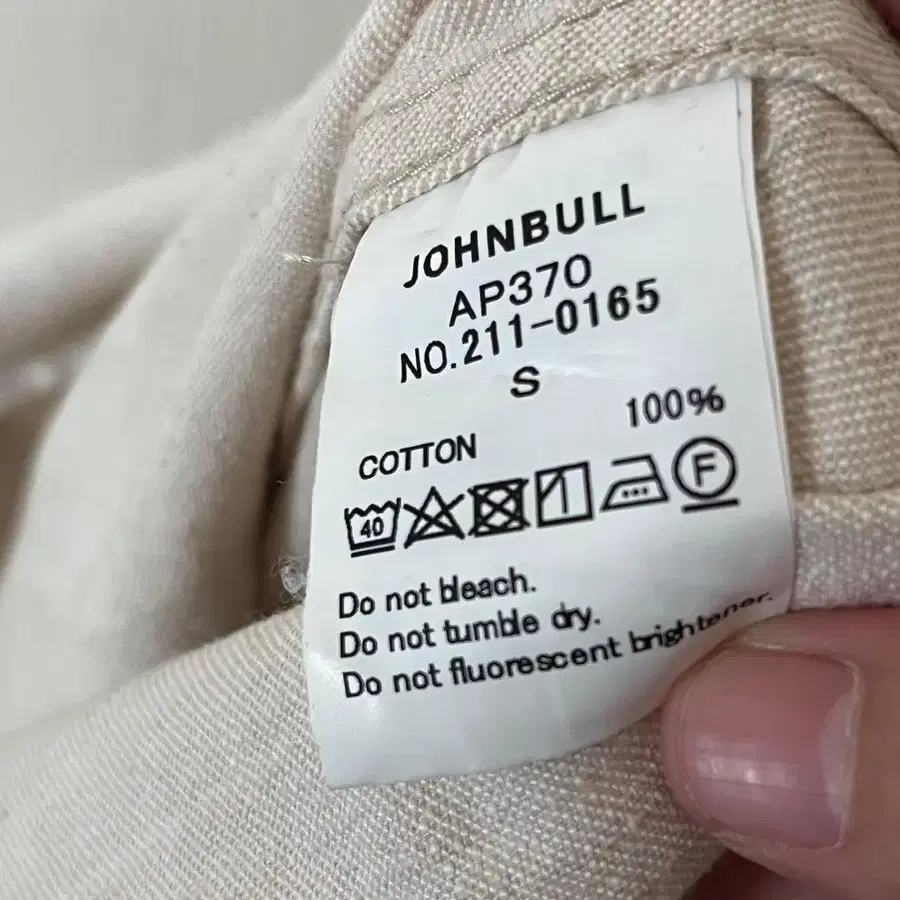 JOHNBULL
AP370
NO.211-0165
S
COTTON 100%
40 F
Do not bleach.
Do not tumble dry.
Do not fluorescent brightener.